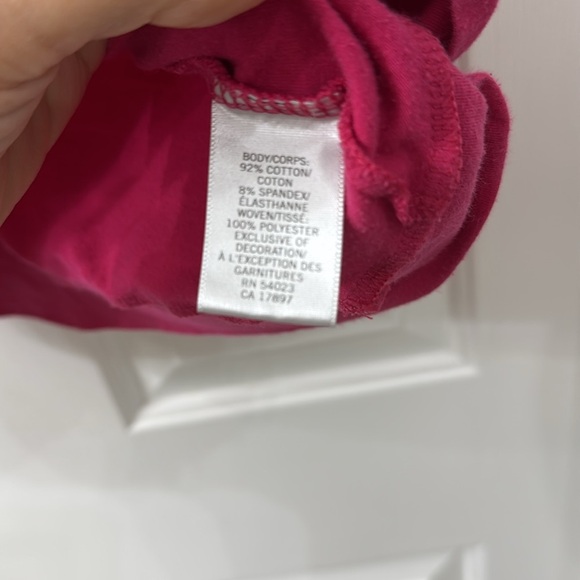 BODY/CORPS:
92% COTTON/
COTON
8% SPANDEX/
ÉLASTHANNE
WOVEN/TISSÉ:
100% POLYESTER
EXCLUSIVE OF
DECORATION/
À L'EXCEPTION DES
GARNITURES
RN 54023
CA 17897